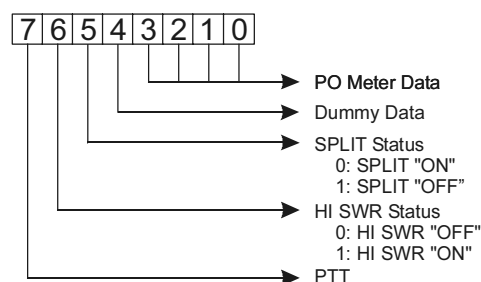 7 6 5 4 3 2 1 0
PO Meter Data
Dummy Data
SPLIT Status
0: SPLIT "ON"
1: SPLIT "OFF”
HI SWR Status
0: HI SWR "OFF"
1: HI SWR "ON"
PTT